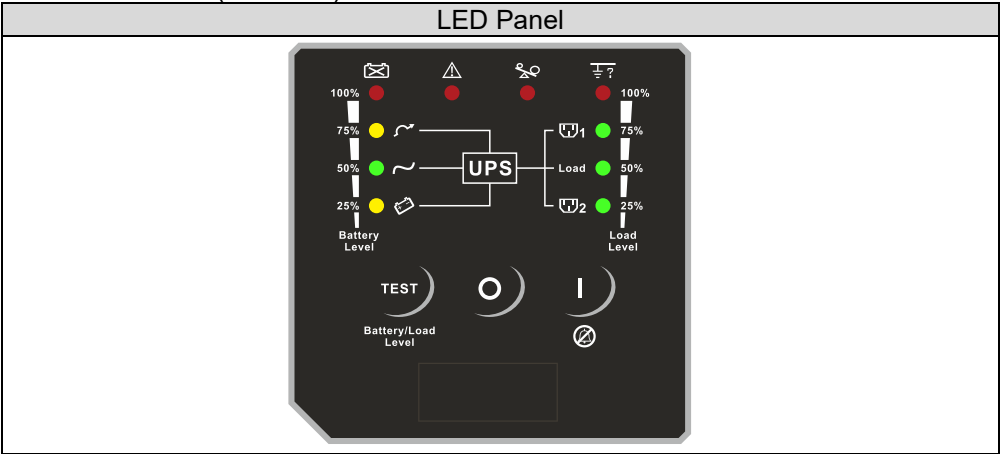 LED Panel
100% 100%
75% 1 75%
50% UPS Load 50%
25% 2 25%
Battery Level
Load Level
TEST O I
Battery/Load
Level